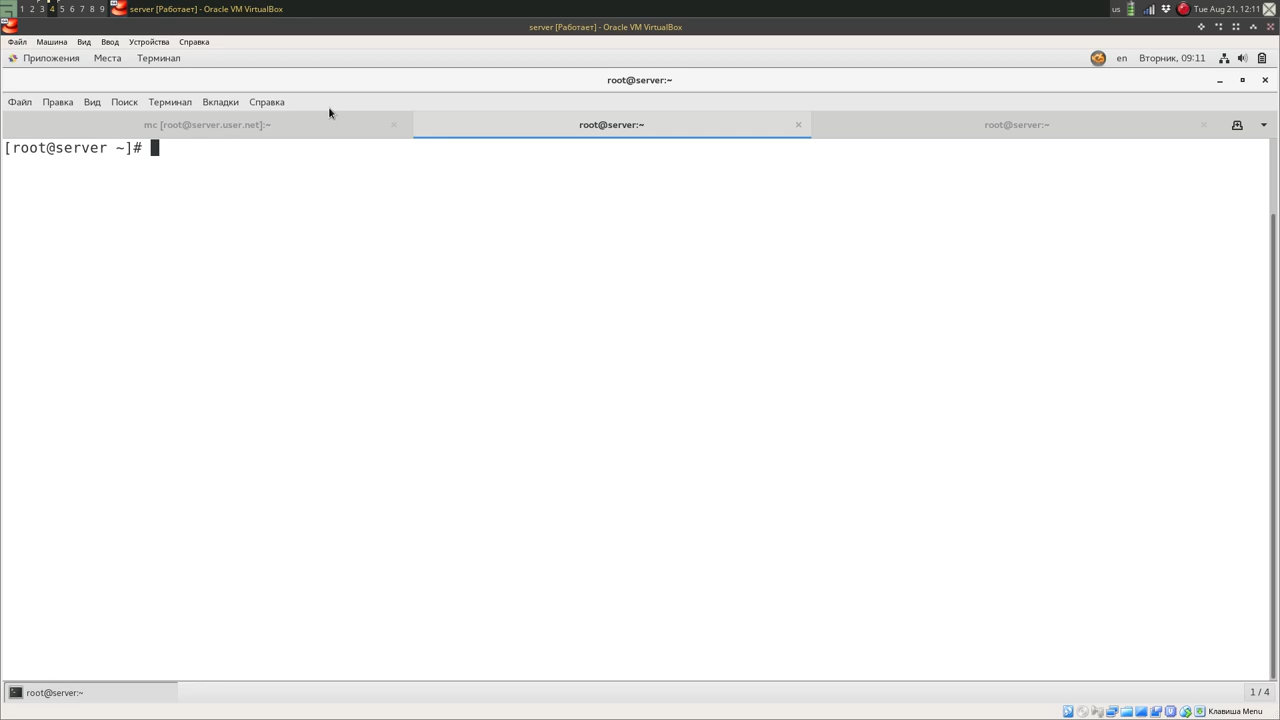 1 2 3 4 5 6 7 8 9 server [Работает] - Oracle VM VirtualBox us Tue Aug 21, 12:11
server [Работает] - Oracle VM VirtualBox
Файл Машина Вид Ввод Устройства Справка
Приложения Места Терминал en Вторник, 09:11
root@server:~
Файл Правка Вид Поиск Терминал Вкладки Справка
mc [root@server.user.net]:~ root@server:~ root@server:~
[root@server ~]#
root@server:~ 1 / 4
Клавиша Menu